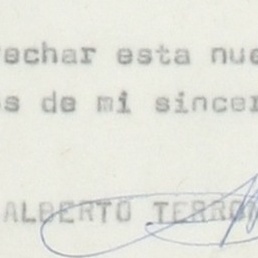 echar esta nue
s de mi sincer
ALBERTO TERRO